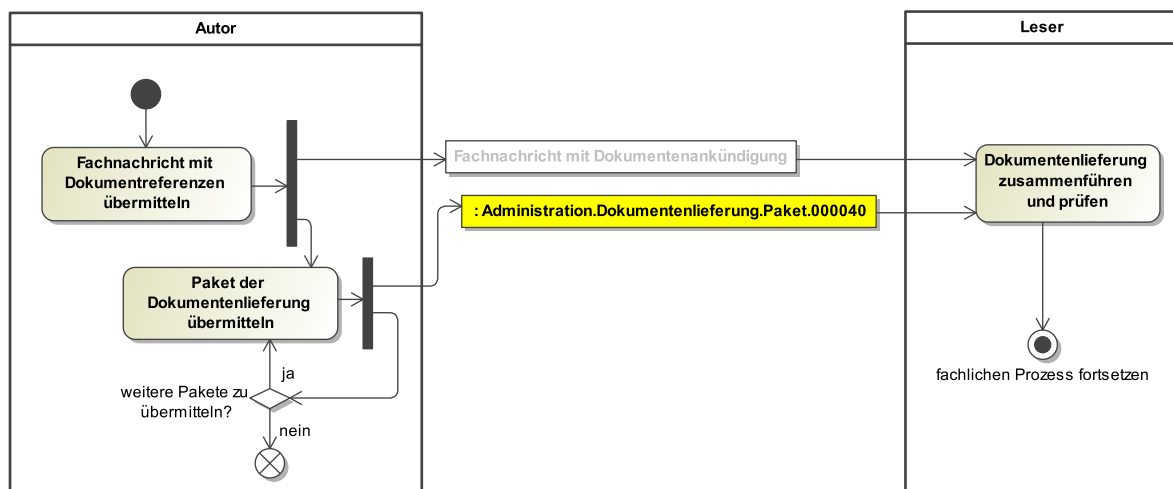 Autor
Leser
Fachnachricht mit
Dokumentreferenzen
übermitteln
Fachnachricht mit Dokumentenankündigung
: Administration.Dokumentenlieferung.Paket.000040
Dokumentenlieferung
zusammenführen
und prüfen
Paket der
Dokumentenlieferung
übermitteln
ja
weitere Pakete zu
übermitteln?
nein
fachlichen Prozess fortsetzen